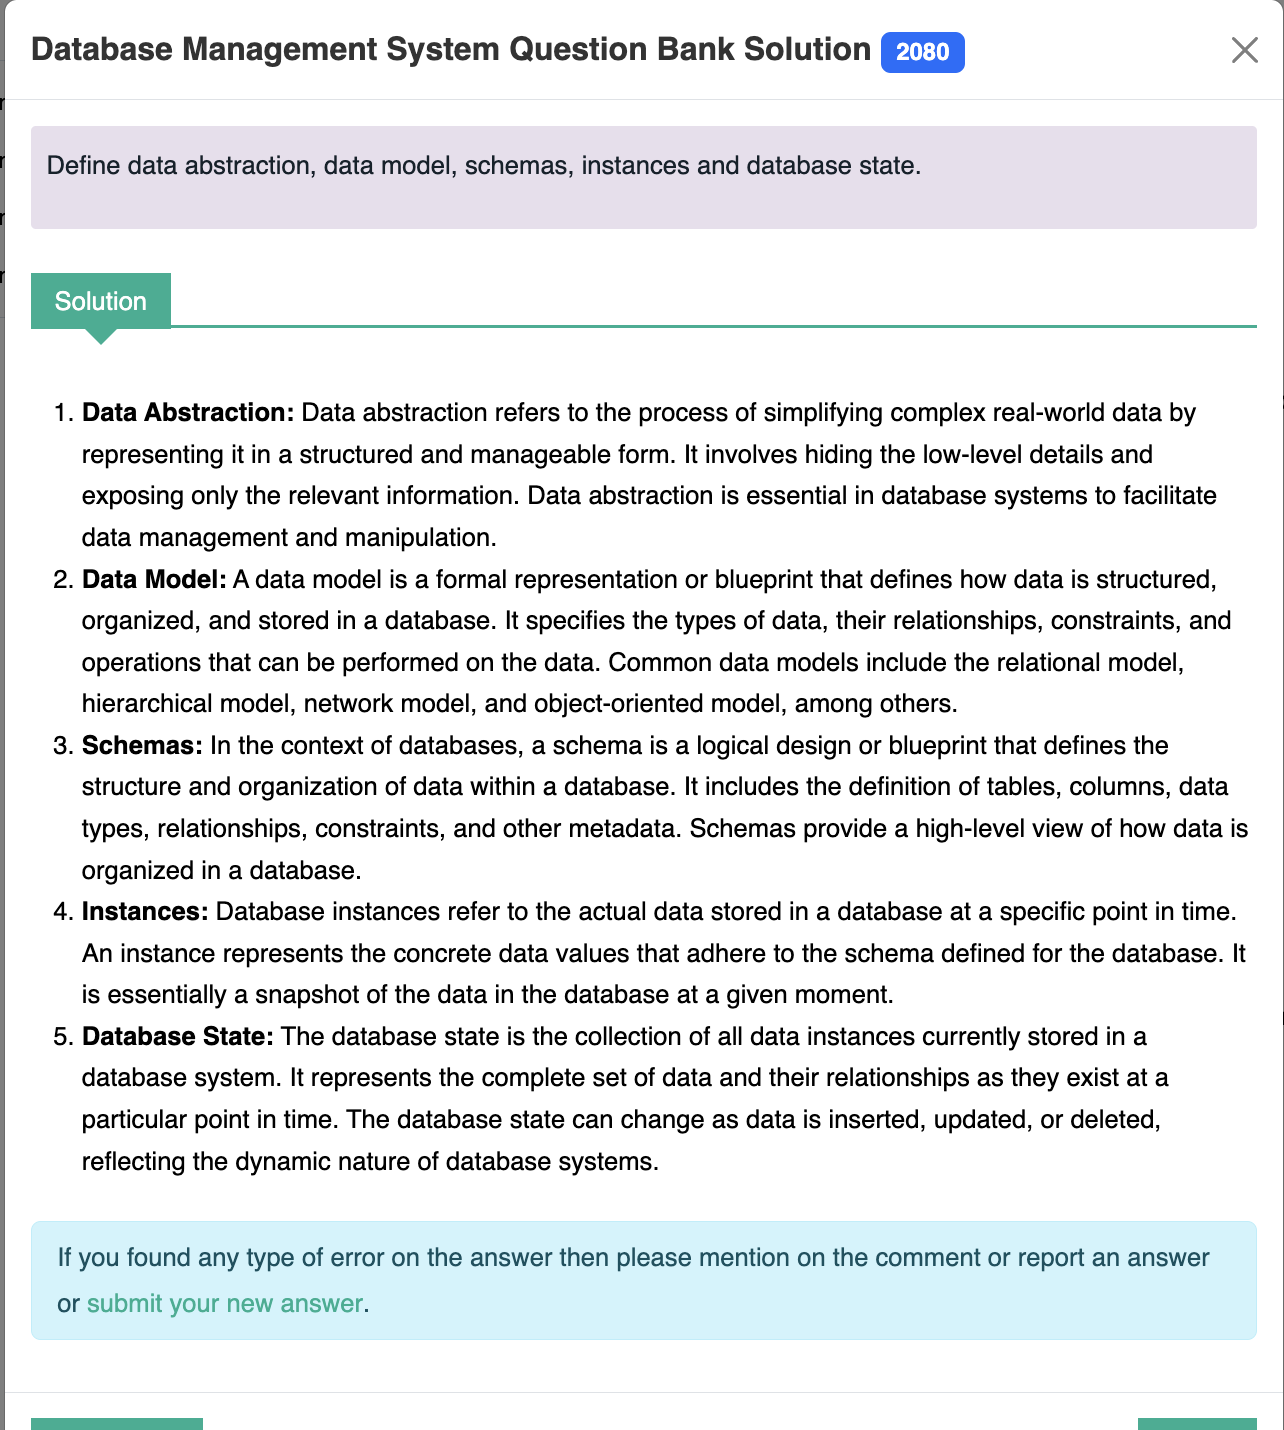 Database Management System Question Bank Solution 2080
Define data abstraction, data model, schemas, instances and database state.
Solution
1. Data Abstraction: Data abstraction refers to the process of simplifying complex real-world data by
representing it in a structured and manageable form. It involves hiding the low-level details and
exposing only the relevant information. Data abstraction is essential in database systems to facilitate
data management and manipulation.
2. Data Model: A data model is a formal representation or blueprint that defines how data is structured,
organized, and stored in a database. It specifies the types of data, their relationships, constraints, and
operations that can be performed on the data. Common data models include the relational model,
hierarchical model, network model, and object-oriented model, among others.
3. Schemas: In the context of databases, a schema is a logical design or blueprint that defines the
structure and organization of data within a database. It includes the definition of tables, columns, data
types, relationships, constraints, and other metadata. Schemas provide a high-level view of how data is
organized in a database.
4. Instances: Database instances refer to the actual data stored in a database at a specific point in time.
An instance represents the concrete data values that adhere to the schema defined for the database. It
is essentially a snapshot of the data in the database at a given moment.
5. Database State: The database state is the collection of all data instances currently stored in a
database system. It represents the complete set of data and their relationships as they exist at a
particular point in time. The database state can change as data is inserted, updated, or deleted,
reflecting the dynamic nature of database systems.
If you found any type of error on the answer then please mention on the comment or report an answer
or submit your new answer.